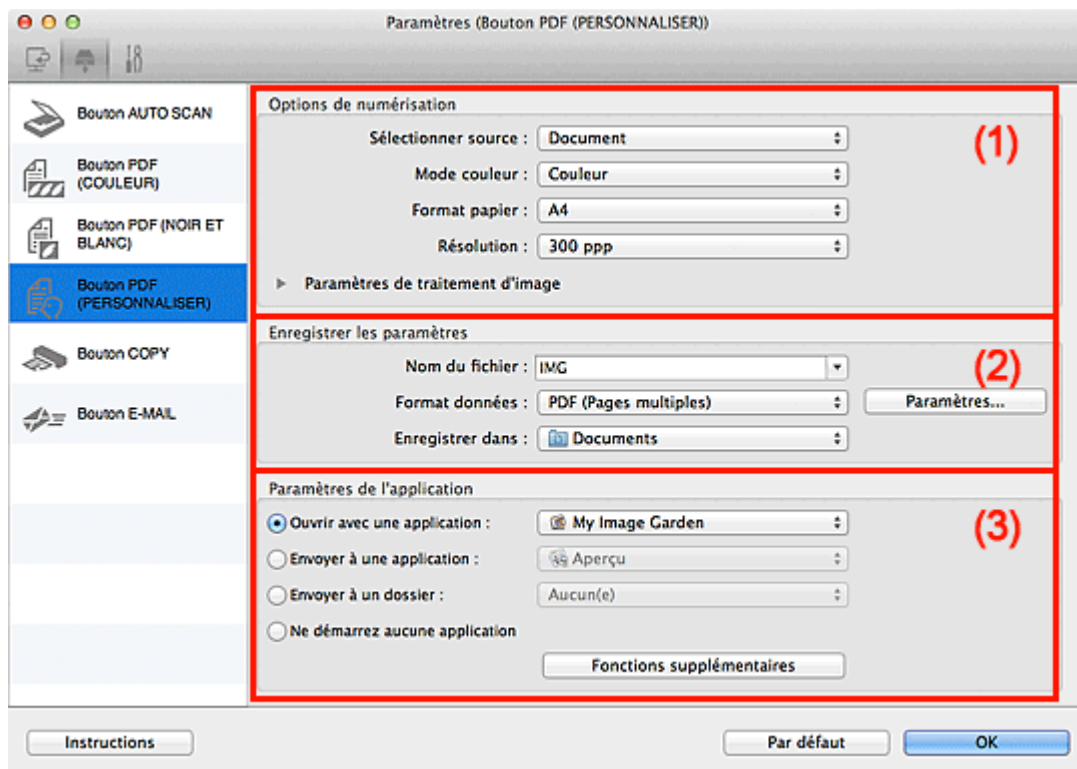 Paramètres (Bouton PDF (PERSONNALISER))
Bouton AUTO SCAN
Bouton PDF
(COULEUR)
Bouton PDF (NOIR ET
BLANC)
Bouton PDF
(PERSONNALISER)
Bouton COPY
Bouton E-MAIL
Options de numérisation
(1)
Sélectionner source : Document
Mode couleur : Couleur
Format papier : A4
Résolution : 300 ppp
Paramètres de traitement d'image
Enregistrer les paramètres
(2)
Nom du fichier : IMG
Format données : PDF (Pages multiples) Paramètres...
Enregistrer dans : Documents
Paramètres de l'application
(3)
Ouvrir avec une application : My Image Garden
Envoyer à une application : Aperçu
Envoyer à un dossier : Aucun(e)
Ne démarrez aucune application
Fonctions supplémentaires
Instructions Par défaut OK